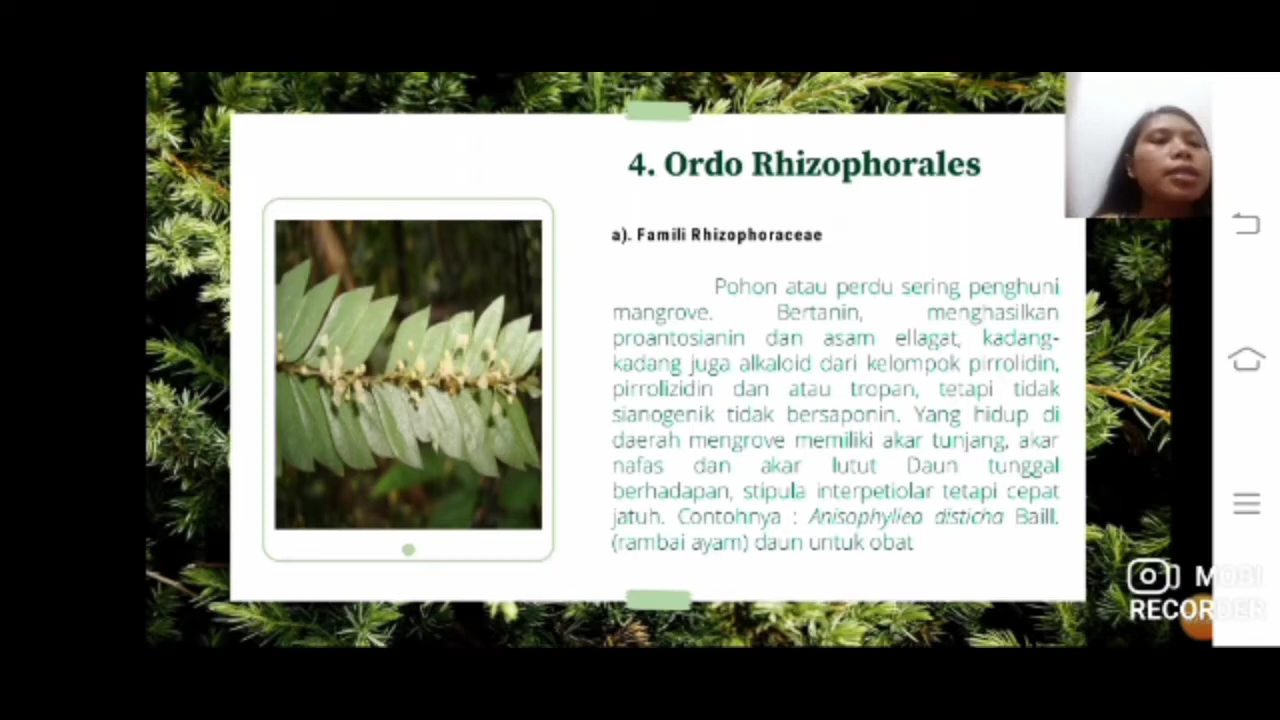 4. Ordo Rhizophorales
a). Famili Rhizophoraceae
Pohon atau perdu sering penghuni
mangrove. Bertanin, menghasilkan
proantosianin dan asam ellagat, kadang-
kadang juga alkaloid dari kelompok pirrolidin,
pirrolizidin dan atau tropan, tetapi tidak
sianogenik tidak bersaponin. Yang hidup di
daerah mengrove memiliki akar tunjang, akar
nafas dan akar lutut Daun tunggal
berhadapan, stipula interpetiolar tetapi cepat
jatuh. Contohnya : Anisophyllea disticha Baill.
(rambai ayam) daun untuk obat
MOBI
RECORDER